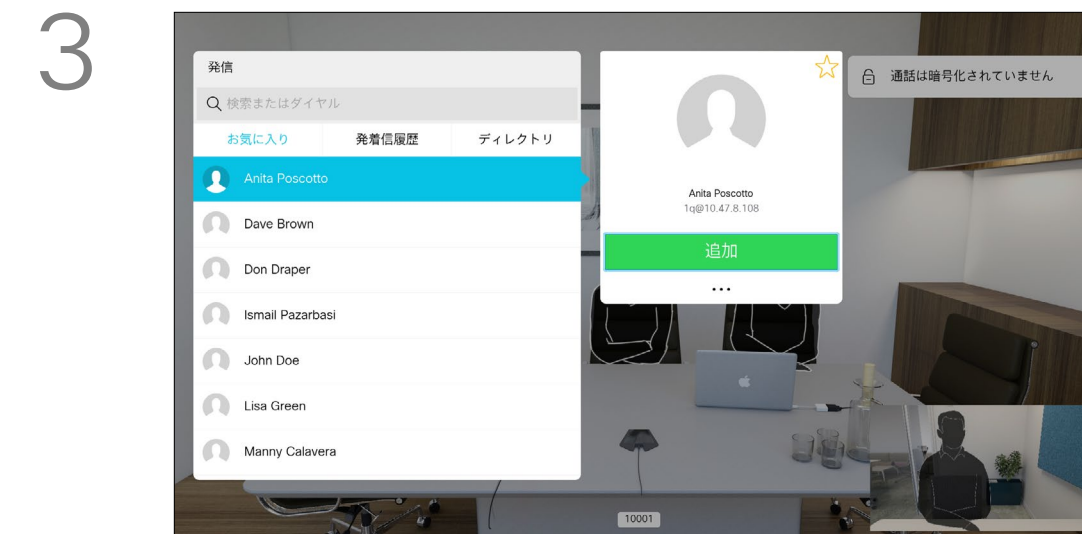 3
発信
検索またはダイヤル
お気に入り 発着信履歴 ディレクトリ
Anita Poscotto
Dave Brown
Don Draper
Ismail Pazarbasi
John Doe
Lisa Green
Manny Calavera
Anita Poscotto
1q@10.47.8.108
追加
...
通話は暗号化されていません
10001